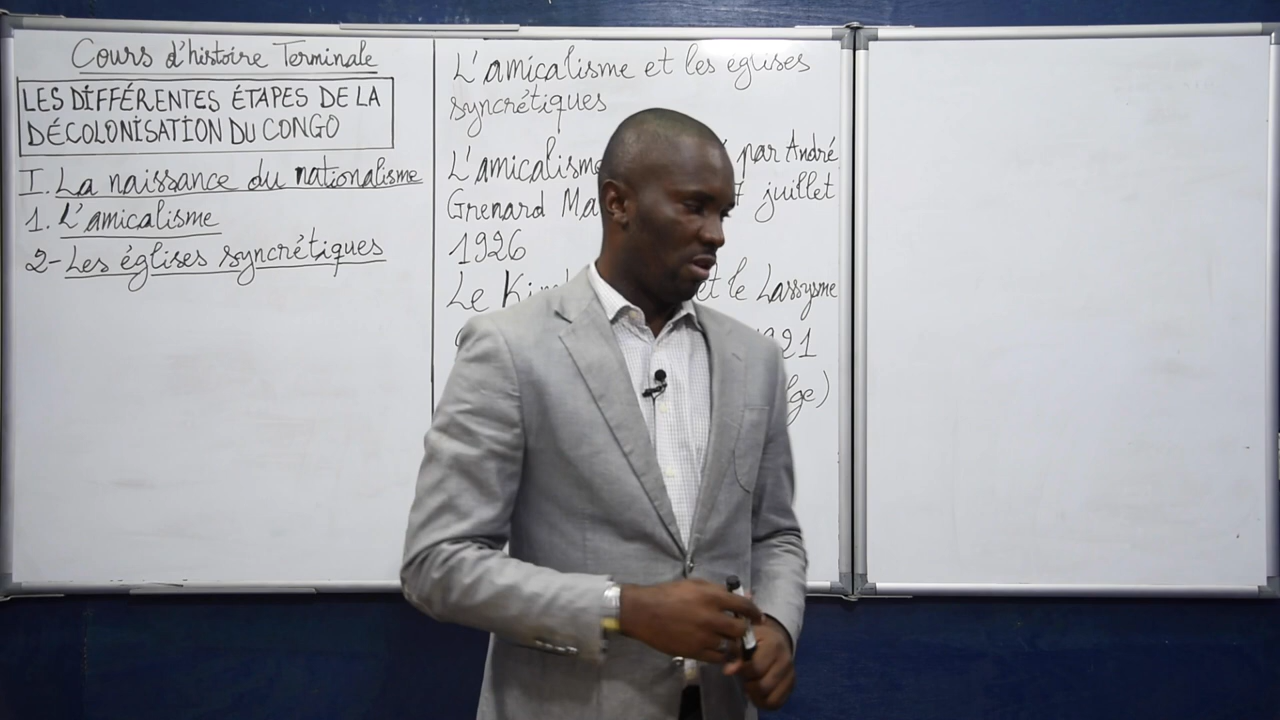 Cours d'histoire Terminale
LES DIFFÉRENTES ÉTAPES DE LA
DÉCOLONISATION DU CONGO
I. La naissance du nationalisme
1. L'amicalisme
2- Les églises syncrétiques
L'amicalisme et les églises
syncrétiques
L'amicalisme par André
Grenard juillet
1926
Le et le Lassysme